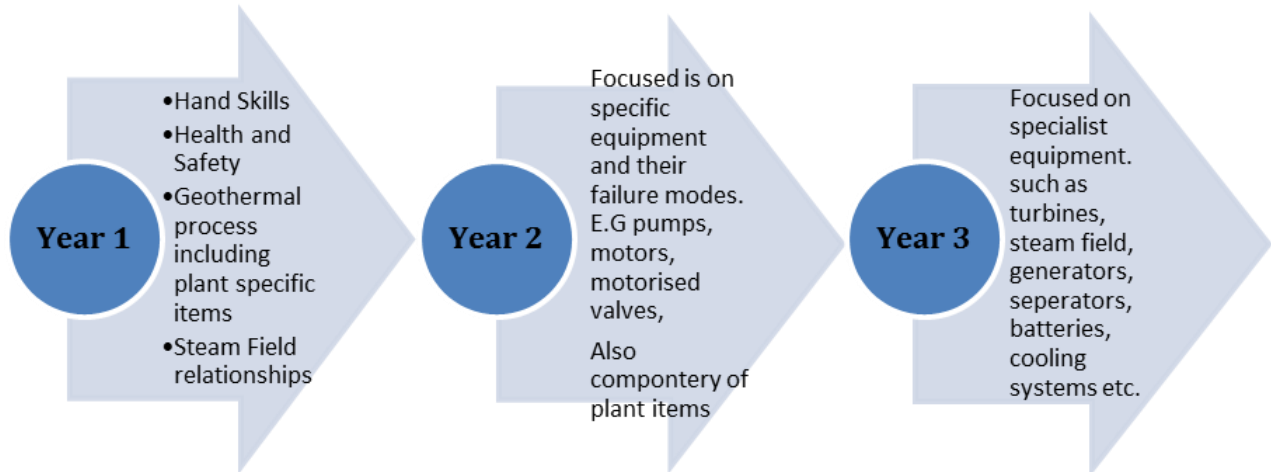 Year 1
•Hand Skills
•Health and
Safety
•Geothermal
process
including
plant specific
items
•Steam Field
relationships
Year 2
Focused is on
specific
equipment
and their
failure modes.
E.G pumps,
motors,
motorised
valves,
Also
compontery of
plant items
Year 3
Focused on
specialist
equipment.
such as
turbines,
steam field,
generators,
seperators,
batteries,
cooling
systems etc.